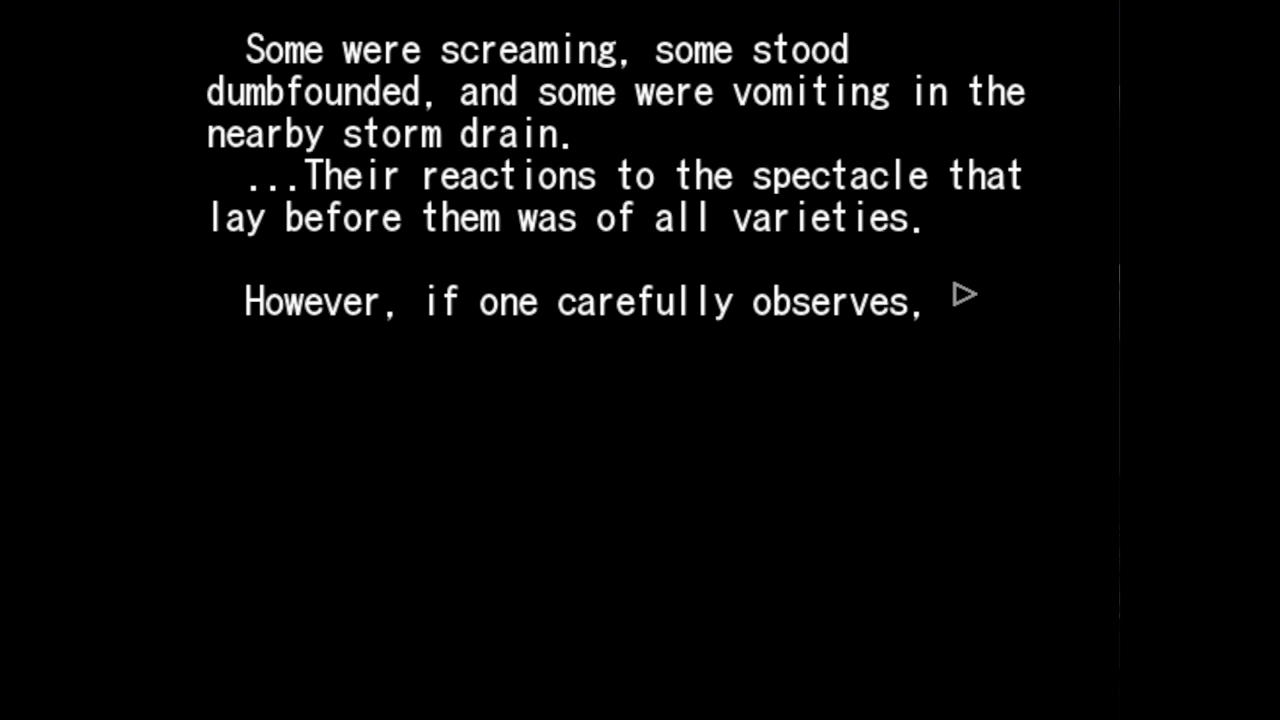 Some were screaming, some stood
dumbfounded, and some were vomiting in the
nearby storm drain.
...Their reactions to the spectacle that
lay before them was of all varieties.
However, if one carefully observes,